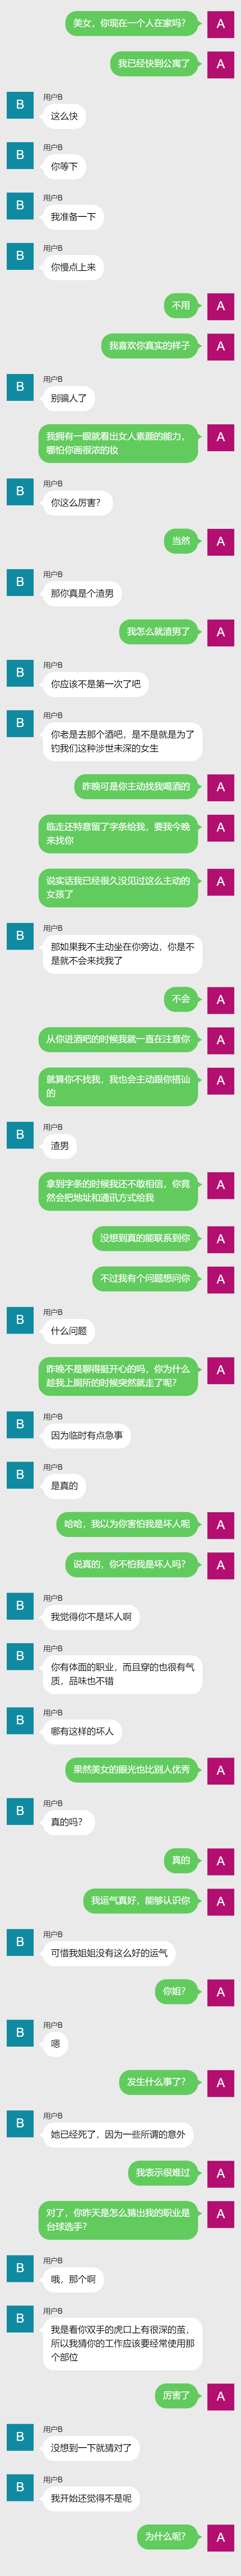 美女，你现在一个人在家吗？
A
我已经快到公寓了
A
B
用户B
这么快
B
用户B
你等下
B
用户B
我准备一下
B
用户B
你慢点上来
不用
A
我喜欢你真实的样子
A
B
用户B
别骗人了
我拥有一眼就看出女人素颜的能力，
哪怕你画很浓的妆
A
B
用户B
你这么厉害？
当然
A
B
用户B
那你真是个渣男
我怎么就渣男了
A
B
用户B
你应该不是第一次了吧
B
用户B
你老是去那个酒吧，是不是就是为了
钓我们这种涉世未深的女生
昨晚可是你主动找我喝酒的
A
临走还特意留了字条给我，要我今晚
来找你
A
说实话我已经很久没见过这么主动的
女孩了
A
B
用户B
那如果我不主动坐在你旁边，你是不
是就不会来找我了
不会
A
从你进酒吧的时候我就一直在注意你
A
就算你不找我，我也会主动跟你搭讪
的
A
B
用户B
渣男
拿到字条的时候我还不敢相信，你竟
然会把地址和通讯方式给我
A
没想到真的能联系到你
A
不过我有个问题想问你
A
B
用户B
什么问题
昨晚不是聊得挺开心的吗，你为什么
趁我上厕所的时候突然就走了呢？
A
B
用户B
因为临时有点急事
B
用户B
是真的
哈哈，我以为你害怕我是坏人呢
A
说真的，你不怕我是坏人吗？
A
B
用户B
我觉得你不是坏人啊
B
用户B
你有体面的职业，而且穿的也很有气
质，品味也不错
B
用户B
哪有这样的坏人
果然美女的眼光也比别人优秀
A
B
用户B
真的吗？
真的
A
我运气真好，能够认识你
A
B
用户B
可惜我姐姐没有这么好的运气
你姐？
A
B
用户B
嗯
发生什么事了？
A
B
用户B
她已经死了，因为一些所谓的意外
我表示很难过
A
对了，你昨天是怎么猜出我的职业是
台球选手？
A
B
用户B
哦，那个啊
B
用户B
我是看你双手的虎口上有很深的茧，
所以我猜你的工作应该要经常使用那
个部位
厉害了
A
B
用户B
没想到一下就猜对了
B
用户B
我开始还觉得不是呢
为什么呢？
A